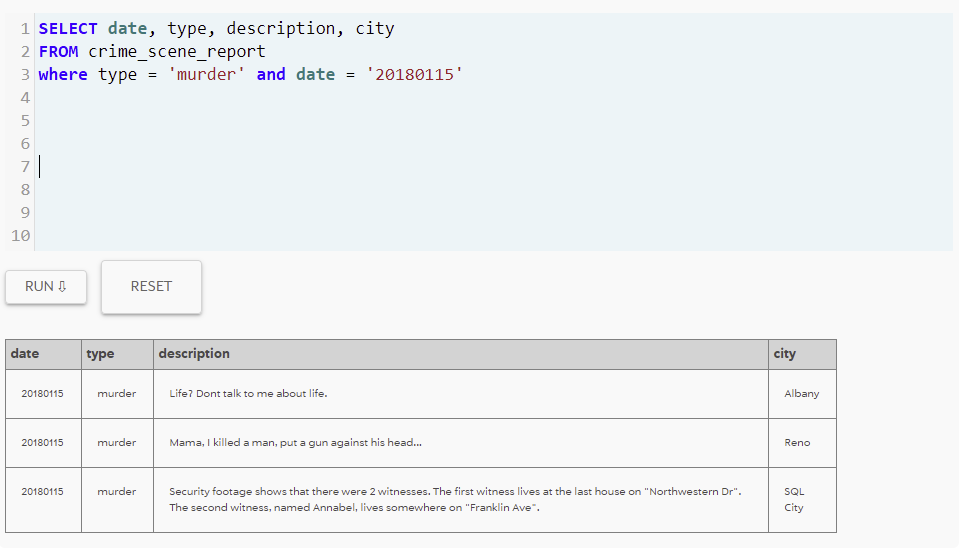 1 SELECT date, type, description, city
2 FROM crime_scene_report
3 where type = 'murder' and date = '20180115'
4
5
6
7
8
9
10
RUN ⇩ RESET
date type description city
20180115 murder Life? Dont talk to me about life. Albany
20180115 murder Mama, I killed a man, put a gun against his head... Reno
20180115 murder Security footage shows that there were 2 witnesses. The first witness lives at the last house on "Northwestern Dr". SQL
The second witness, named Annabel, lives somewhere on "Franklin Ave". City